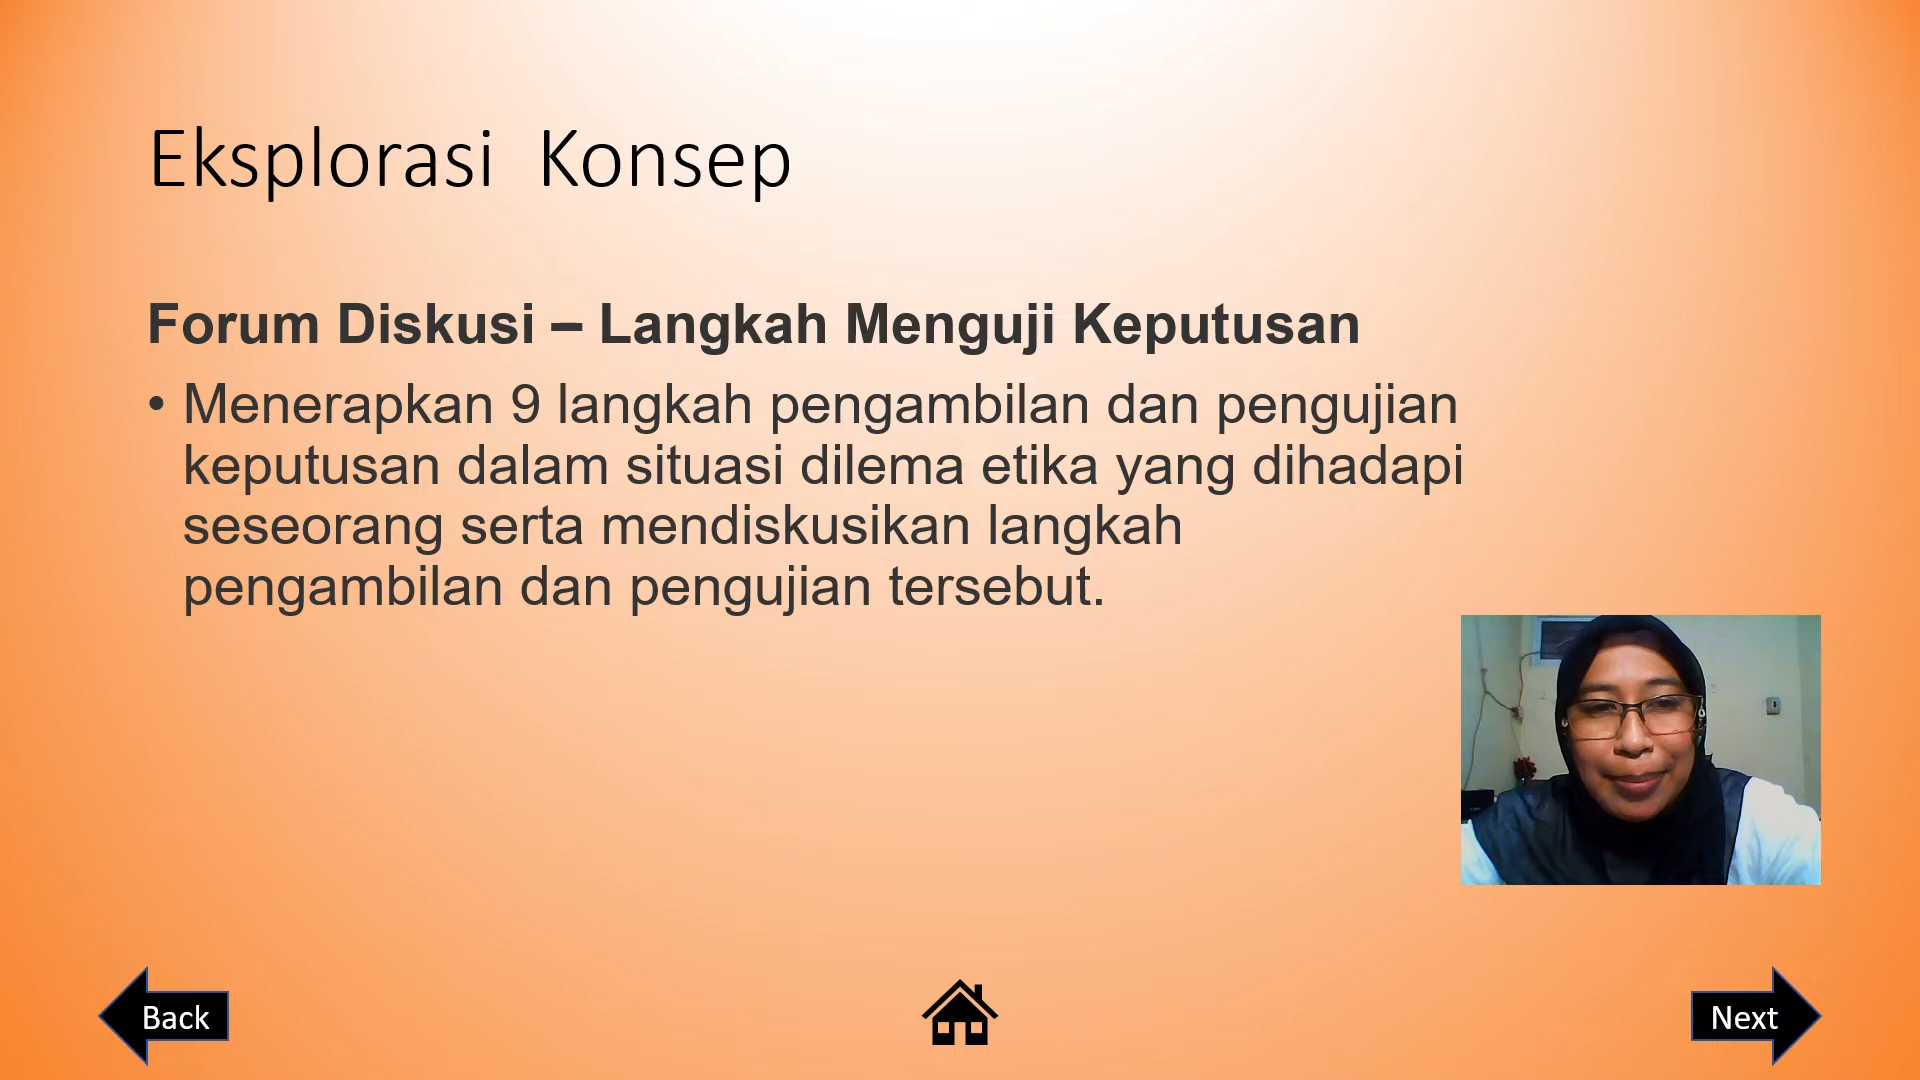 Eksplorasi Konsep
Forum Diskusi – Langkah Menguji Keputusan
• Menerapkan 9 langkah pengambilan dan pengujian
keputusan dalam situasi dilema etika yang dihadapi
seseorang serta mendiskusikan langkah
pengambilan dan pengujian tersebut.
Back
Next